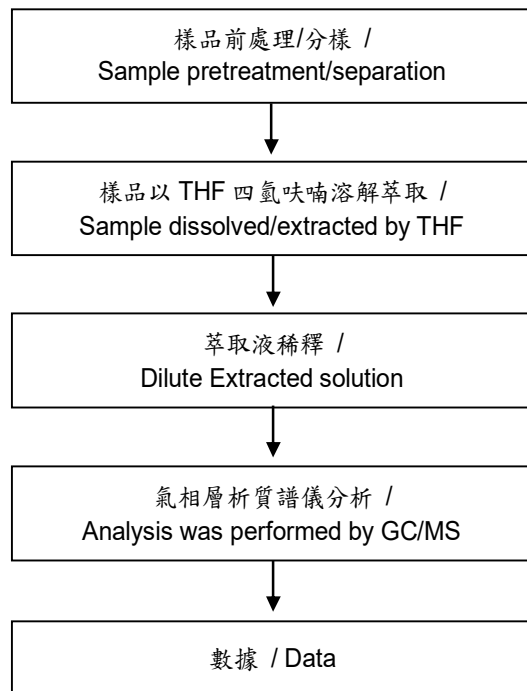 樣品前處理/分樣 /
Sample pretreatment/separation
樣品以 THF 四氫呋喃溶解萃取 /
Sample dissolved/extracted by THF
萃取液稀釋 /
Dilute Extracted solution
氣相層析質譜儀分析 /
Analysis was performed by GC/MS
數據 / Data